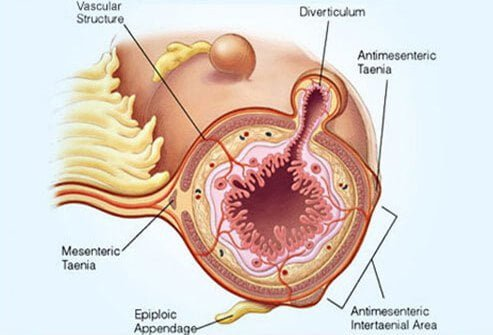 Vascular
Structure
Diverticulum
Antimesenteric
Taenia
Mesenteric
Taenia
Epiploic
Appendage
Antimesenteric
Intertaenial Area